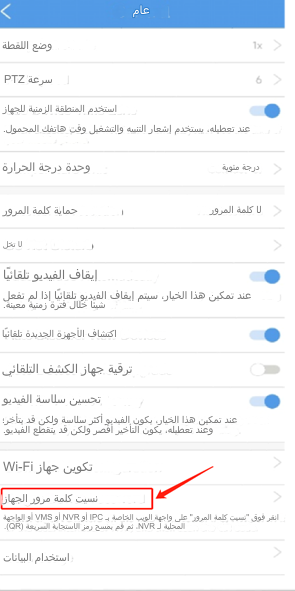 عام
وضع اللقطة
1x
سرعة PTZ
6
استخدم المنطقة الزمنية للجهاز
عند تعطيله، يستخدم إشعار التنبيه والتشغيل وقت هاتفك المحمول.
وحدة درجة الحرارة
درجة مئوية
حماية كلمة المرور
لا كلمة المرور
لا تخل
إيقاف الفيديو تلقائيًا
عند تمكين هذا الخيار، سيتم إيقاف الفيديو تلقائيًا إذا لم تفعل
شيئًا خلال فترة زمنية معينة.
اكتشاف الأجهزة الجديدة تلقائيًا
ترقية جهاز الكشف التلقائي
تحسين سلاسة الفيديو
عند تمكين هذا الخيار، يكون الفيديو أكثر سلاسة ولكن قد يتأخر؛
وعند تعطيله، يكون التأخير أقصر ولكن قد يتقطع الفيديو.
تكوين جهاز Wi-Fi
نسيت كلمة مرور الجهاز
انقر فوق "نسيت كلمة المرور" على واجهة الويب الخاصة بـ IPC أو NVR أو VMS أو الواجهة
المحلية لـ NVR، ثم قم بمسح رمز الاستجابة السريعة (QR).
استخدام البيانات